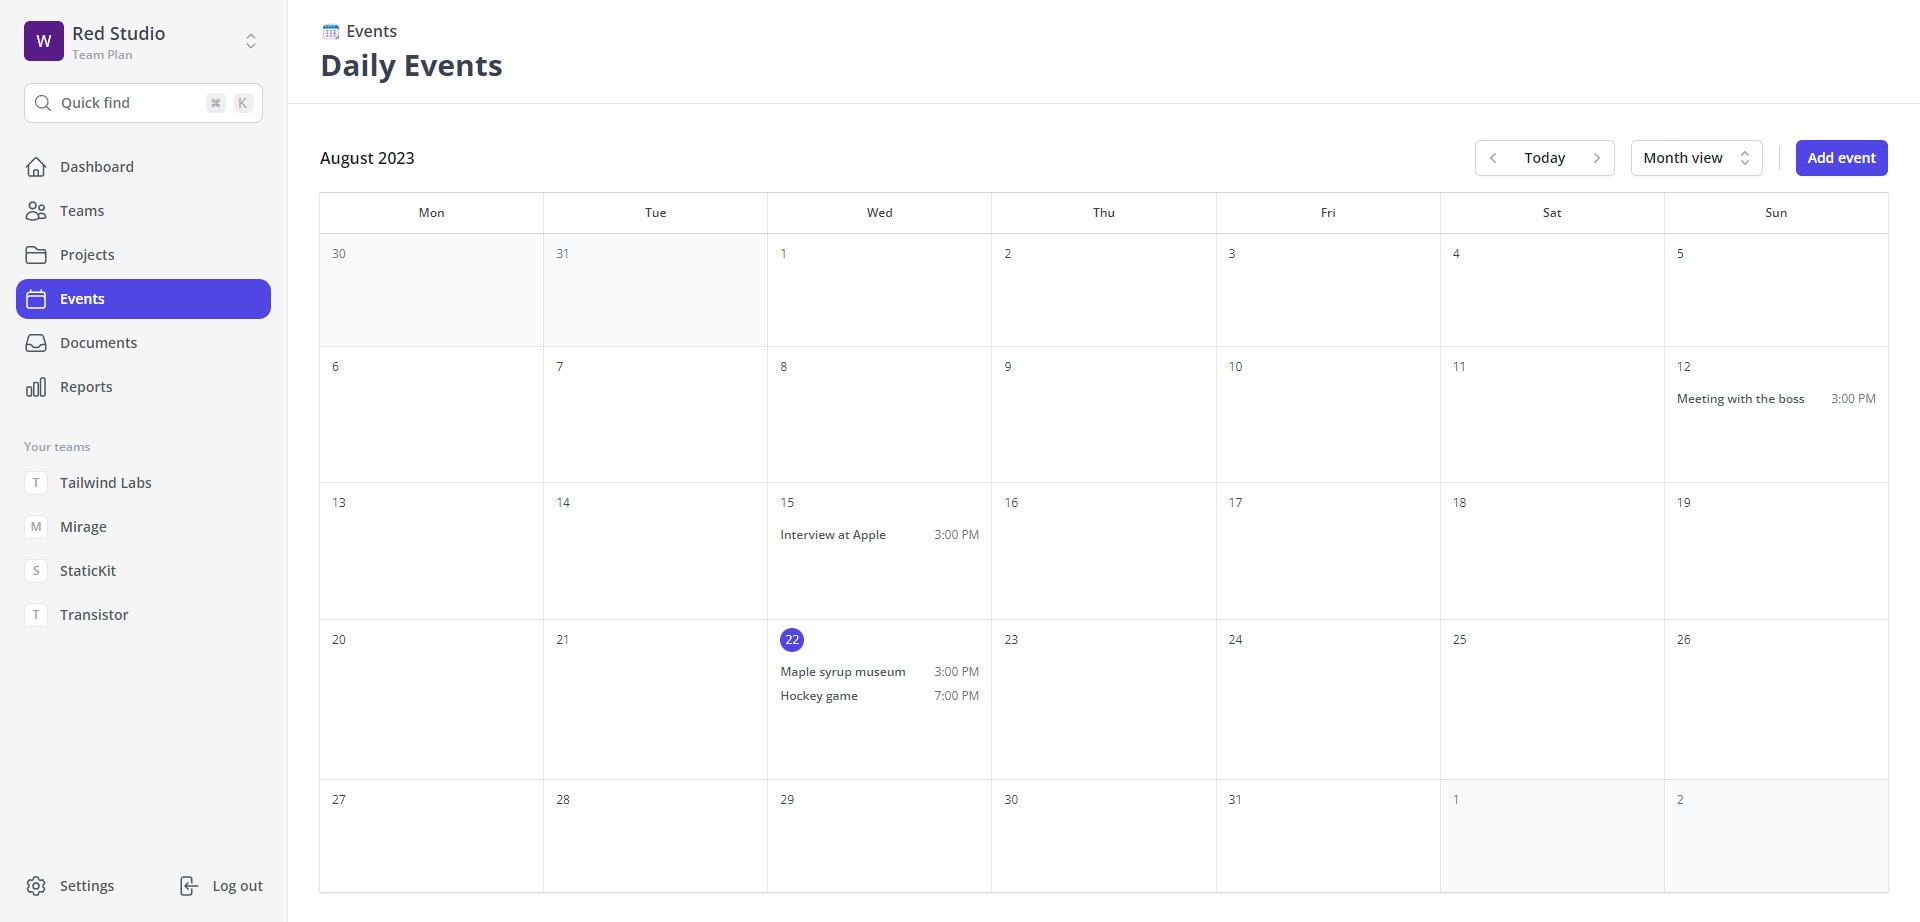 W
Red Studio
Team Plan
Quick find ⌘ K
Dashboard
Teams
Projects
Events
Documents
Reports
Your teams
T Tailwind Labs
M Mirage
S StaticKit
T Transistor
Settings
Log out
Events
Daily Events
August 2023
Today
Month view
Add event
Mon Tue Wed Thu Fri Sat Sun
30 31 1 2 3 4 5
6 7 8 9 10 11 12
Meeting with the boss 3:00 PM
13 14 15 16 17 18 19
Interview at Apple 3:00 PM
20 21 22 23 24 25 26
Maple syrup museum 3:00 PM
Hockey game 7:00 PM
27 28 29 30 31 1 2